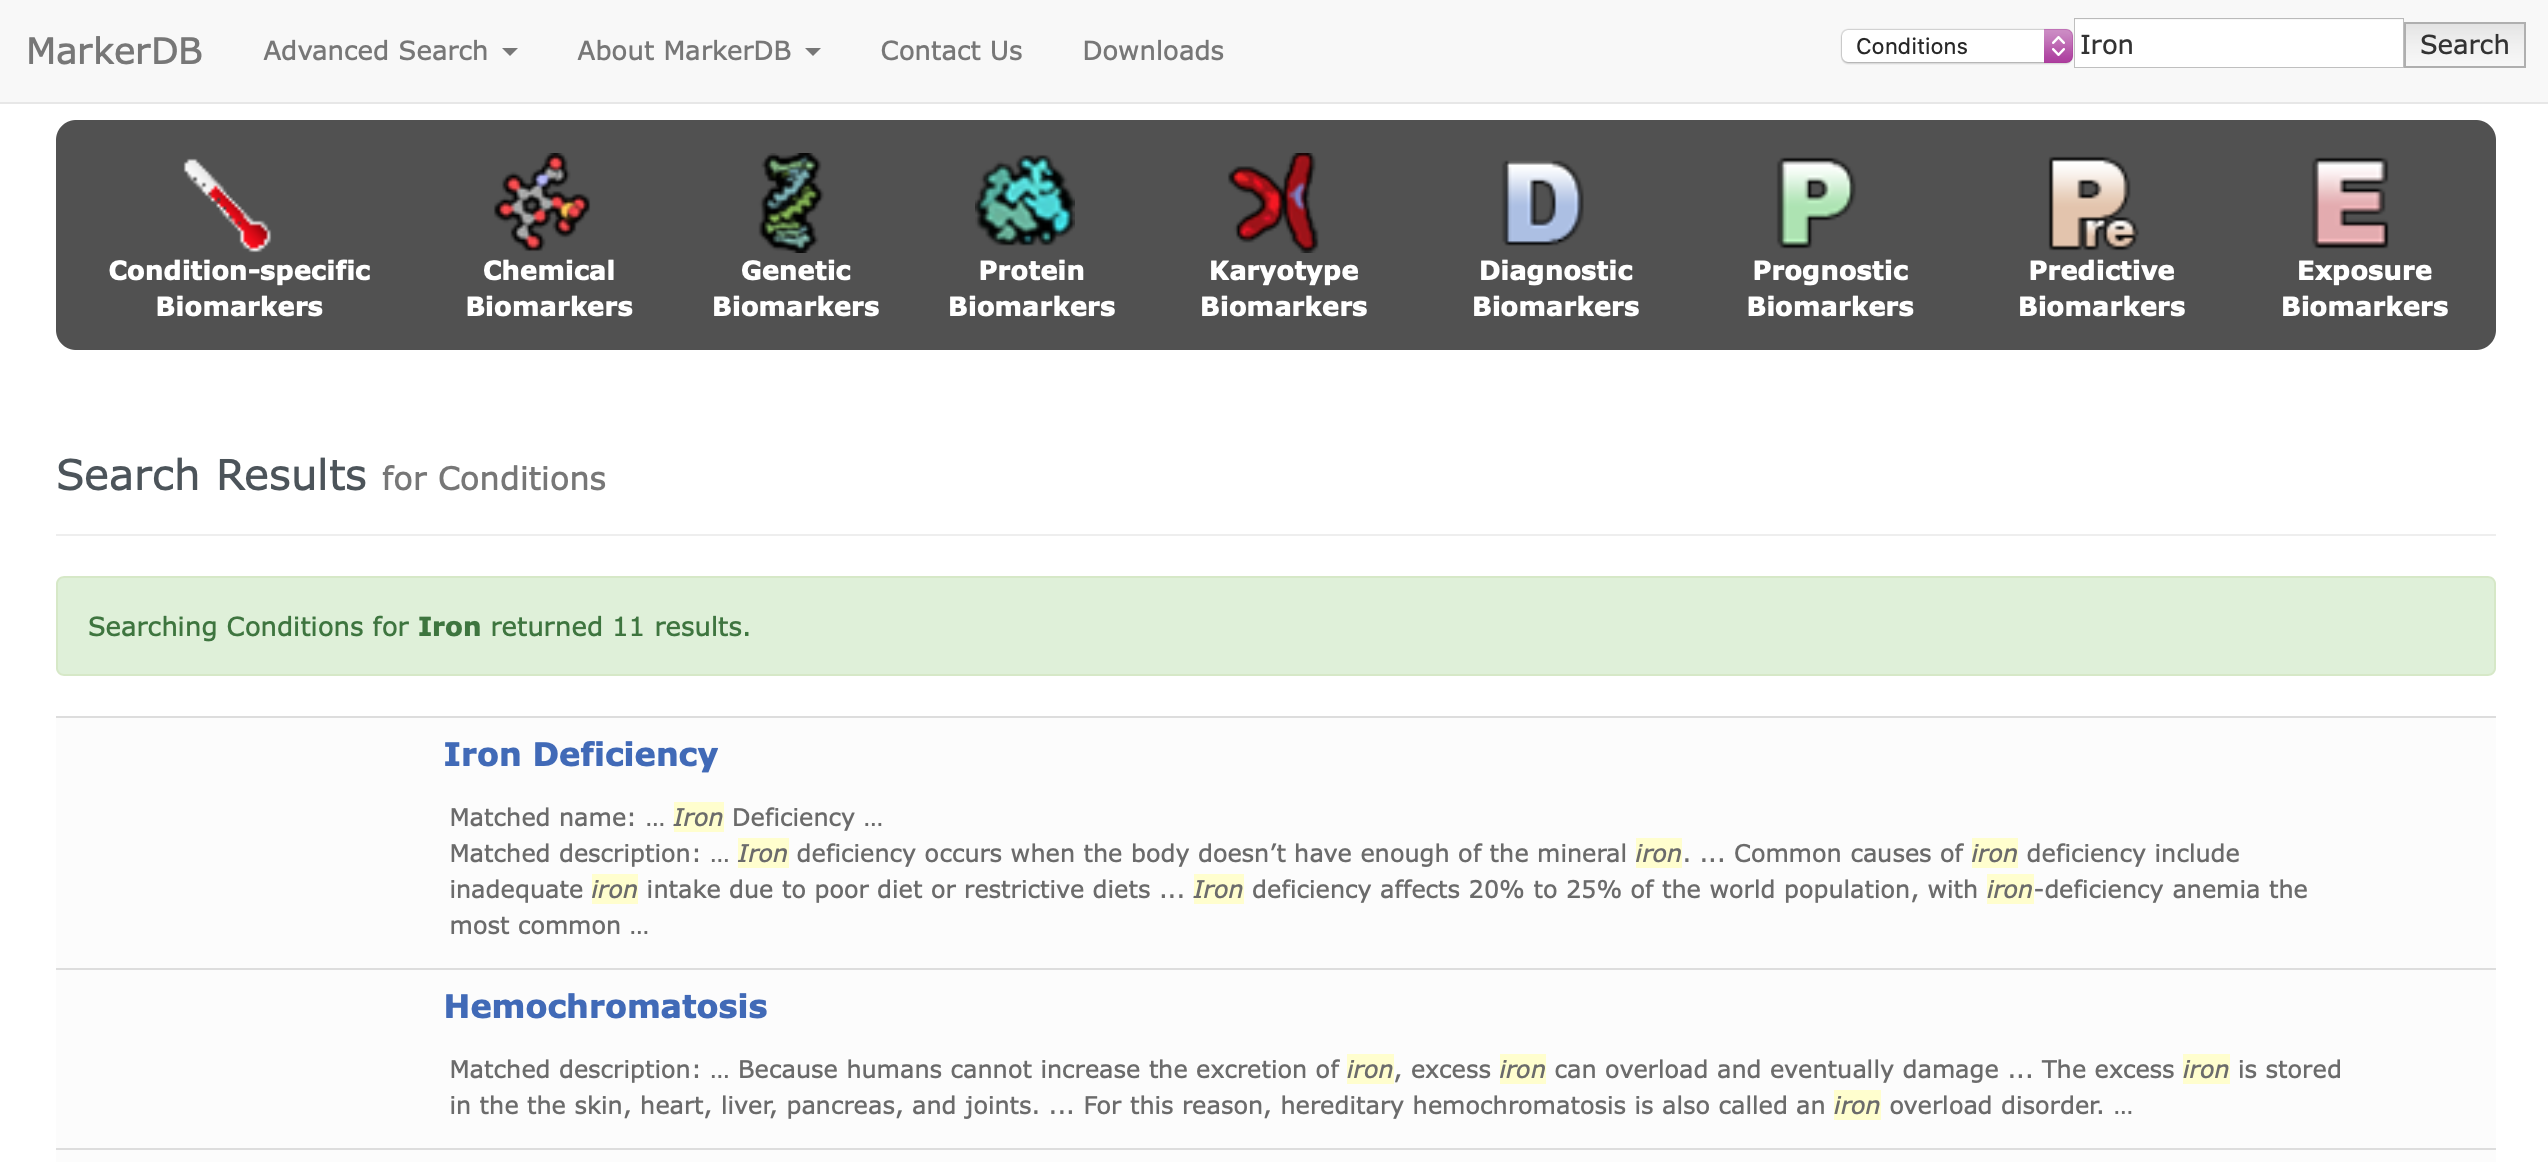 MarkerDB Advanced Search About MarkerDB Contact Us Downloads Conditions Iron Search
D P Pre E
Condition-specific Chemical Genetic Protein Karyotype Diagnostic Prognostic Predictive Exposure
Biomarkers Biomarkers Biomarkers Biomarkers Biomarkers Biomarkers Biomarkers Biomarkers Biomarkers
Search Results for Conditions
Searching Conditions for Iron returned 11 results.
Iron Deficiency
Matched name: ... Iron Deficiency ...
Matched description: ... Iron deficiency occurs when the body doesn’t have enough of the mineral iron. ... Common causes of iron deficiency include
inadequate iron intake due to poor diet or restrictive diets ... Iron deficiency affects 20% to 25% of the world population, with iron-deficiency anemia the
most common ...
Hemochromatosis
Matched description: ... Because humans cannot increase the excretion of iron, excess iron can overload and eventually damage ... The excess iron is stored
in the the skin, heart, liver, pancreas, and joints. ... For this reason, hereditary hemochromatosis is also called an iron overload disorder. ...